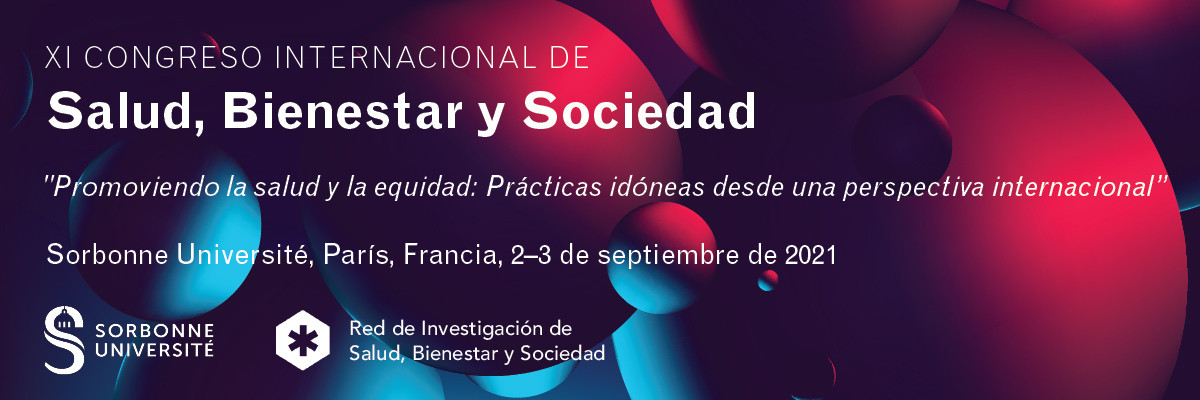 XI CONGRESO INTERNACIONAL DE
Salud, Bienestar y Sociedad
"Promoviendo la salud y la equidad: Prácticas idóneas desde una perspectiva internacional"
Sorbonne Université, París, Francia, 2–3 de septiembre de 2021
SORBONNE
UNIVERSITÉ
Red de Investigación de
Salud, Bienestar y Sociedad